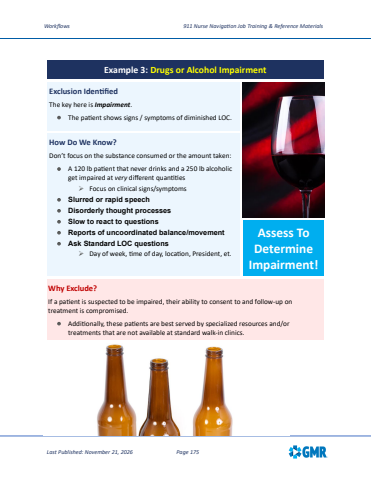 Workflows
911 Nurse Navigation Job Training & Reference Materials
Example 3: Drugs or Alcohol Impairment
Exclusion Identified
The key here is Impairment.
The patient shows signs / symptoms of diminished LOC.
How Do We Know?
Don't focus on the substance consumed or the amount taken:
A 120 lb patient that never drinks and a 250 lb alcoholic
get impaired at very different quantities
➢ Focus on clinical signs/symptoms
Slurred or rapid speech
Disorderly thought processes
Slow to react to questions
Reports of uncoordinated balance/movement
Ask Standard LOC questions
➢ Day of week, time of day, location, President, et.
Assess To
Determine
Impairment!
Why Exclude?
If a patient is suspected to be impaired, their ability to consent to and follow-up on
treatment is compromised.
Additionally, these patients are best served by specialized resources and/or
treatments that are not available at standard walk-in clinics.
Last Published: November 21, 2026
Page 175
GMR